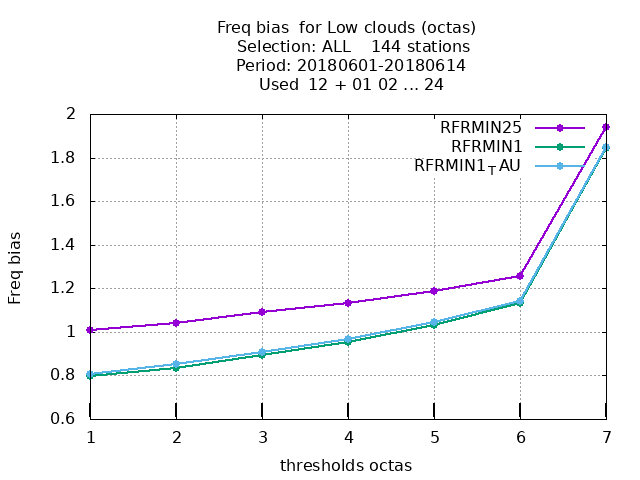 Freq bias  for Low clouds (octas)
Selection: ALL    144 stations
Period: 20180601-20180614
Used  12 + 01 02 ... 24
RFRMIN25
RFRMIN1
RFRMIN1TAU
2
1.8
1.6
1.4
1.2
1
0.8
0.6
Freq bias
1 2 3 4 5 6 7
thresholds octas